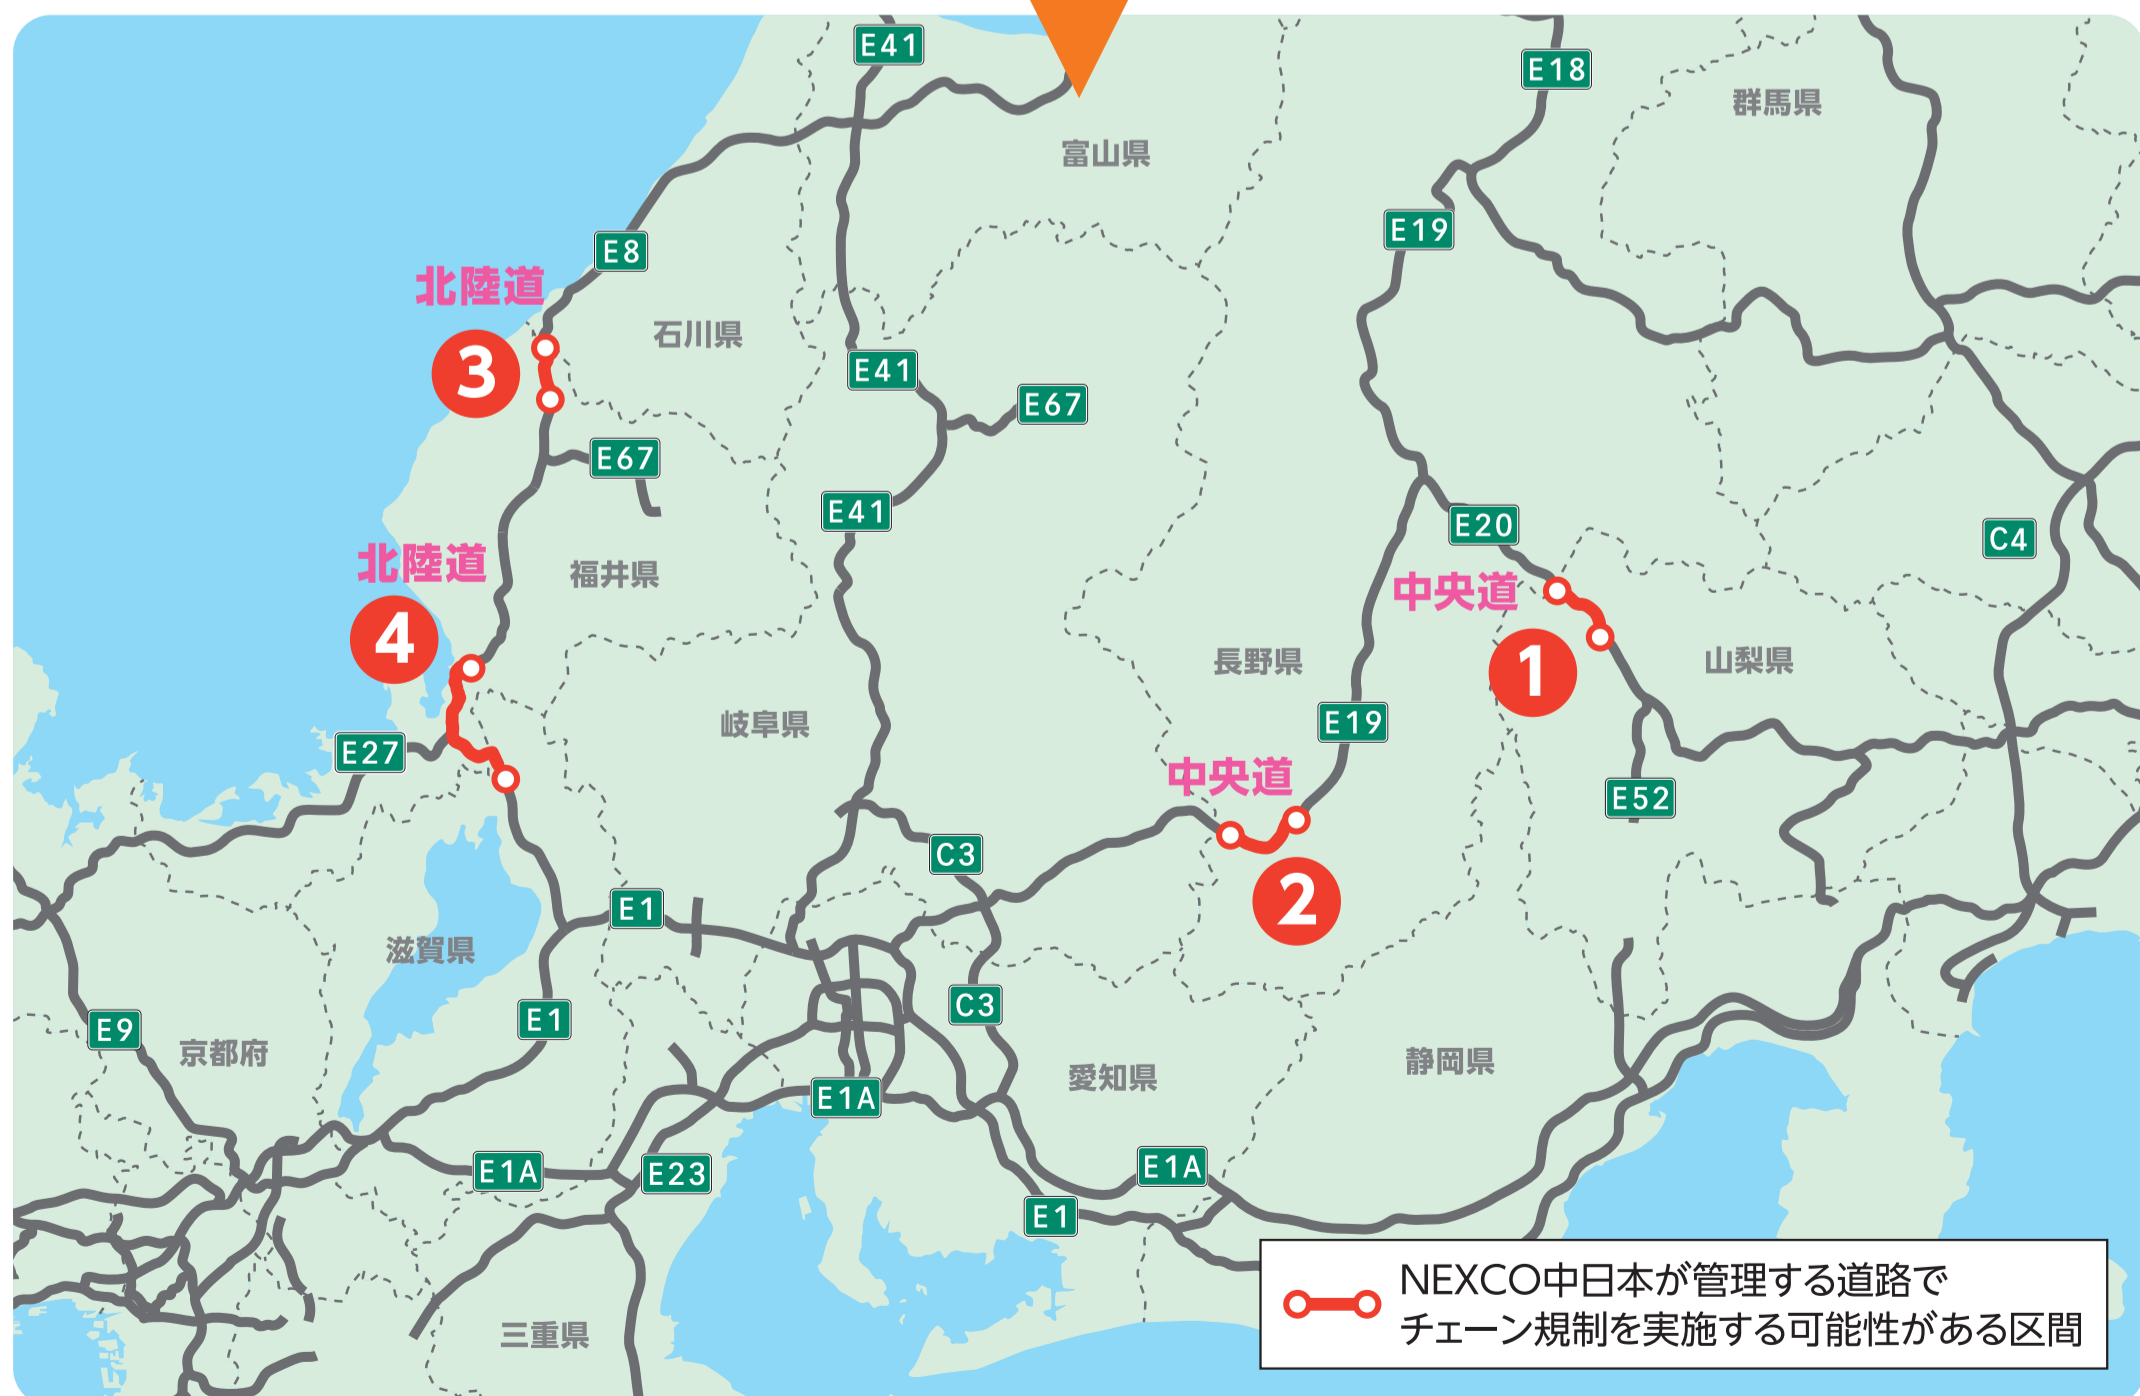 E41
E18
群馬県
富山県
E19
E8
北陸道
3
石川県
E41
E67
E67
E41
E20
C4
北陸道
福井県
中央道
4
1
長野県
山梨県
岐阜県
E19
E27
中央道
E52
C3
2
E1
滋賀県
C3
E1
E9
京都府
愛知県
静岡県
E1A
E1A
E23
E1A
E1
三重県
NEXCO中日本が管理する道路で
チェーン規制を実施する可能性がある区間